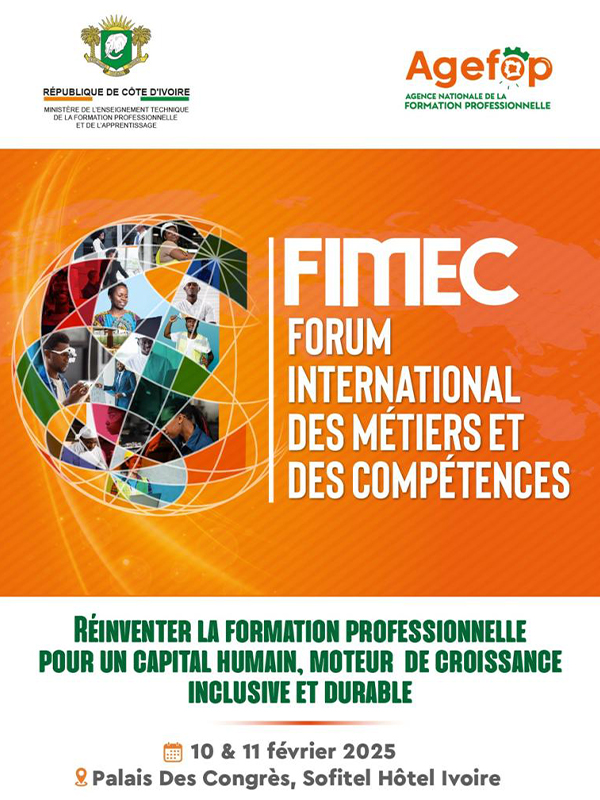 RÉPUBLIQUE DE CÔTE D'IVOIRE
MINISTÈRE DE L'ENSEIGNEMENT TECHNIQUE
DE LA FORMATION PROFESSIONNELLE
ET DE L'APPRENTISSAGE
Agefop
AGENCE NATIONALE DE LA
FORMATION PROFESSIONNELLE
FIMEC
FORUM
INTERNATIONAL
DES MÉTIERS ET
DES COMPÉTENCES
RÉINVENTER LA FORMATION PROFESSIONNELLE
POUR UN CAPITAL HUMAIN, MOTEUR DE CROISSANCE
INCLUSIVE ET DURABLE
10 & 11 février 2025
Palais Des Congrès, Sofitel Hôtel Ivoire